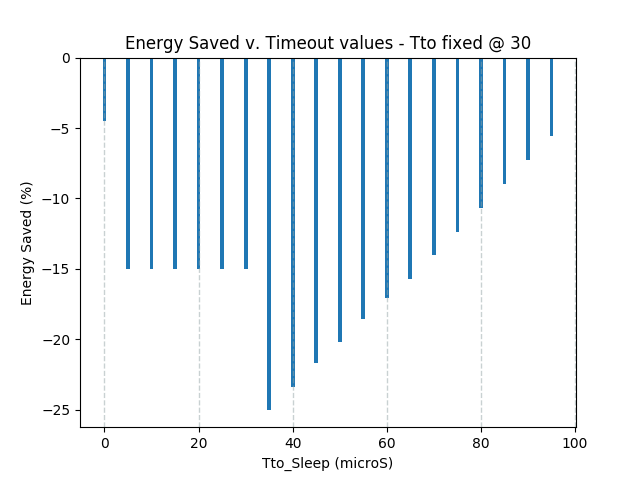 Energy Saved v. Timeout values - Tto fixed @ 30
0
−5
−10
−15
−20
−25
Energy Saved (%)
0 20 40 60 80 100
Tto_Sleep (microS)